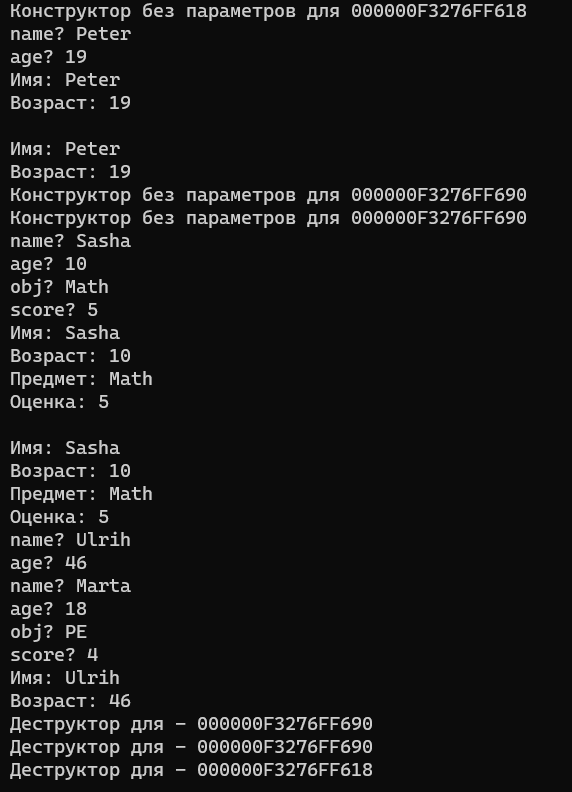 Конструктор без параметров для 000000F3276FF618
name? Peter
age? 19
Имя: Peter
Возраст: 19
Имя: Peter
Возраст: 19
Конструктор без параметров для 000000F3276FF690
Конструктор без параметров для 000000F3276FF690
name? Sasha
age? 10
obj? Math
score? 5
Имя: Sasha
Возраст: 10
Предмет: Math
Оценка: 5
Имя: Sasha
Возраст: 10
Предмет: Math
Оценка: 5
name? Ulrih
age? 46
name? Marta
age? 18
obj? PE
score? 4
Имя: Ulrih
Возраст: 46
Деструктор для – 000000F3276FF690
Деструктор для – 000000F3276FF690
Деструктор для – 000000F3276FF618